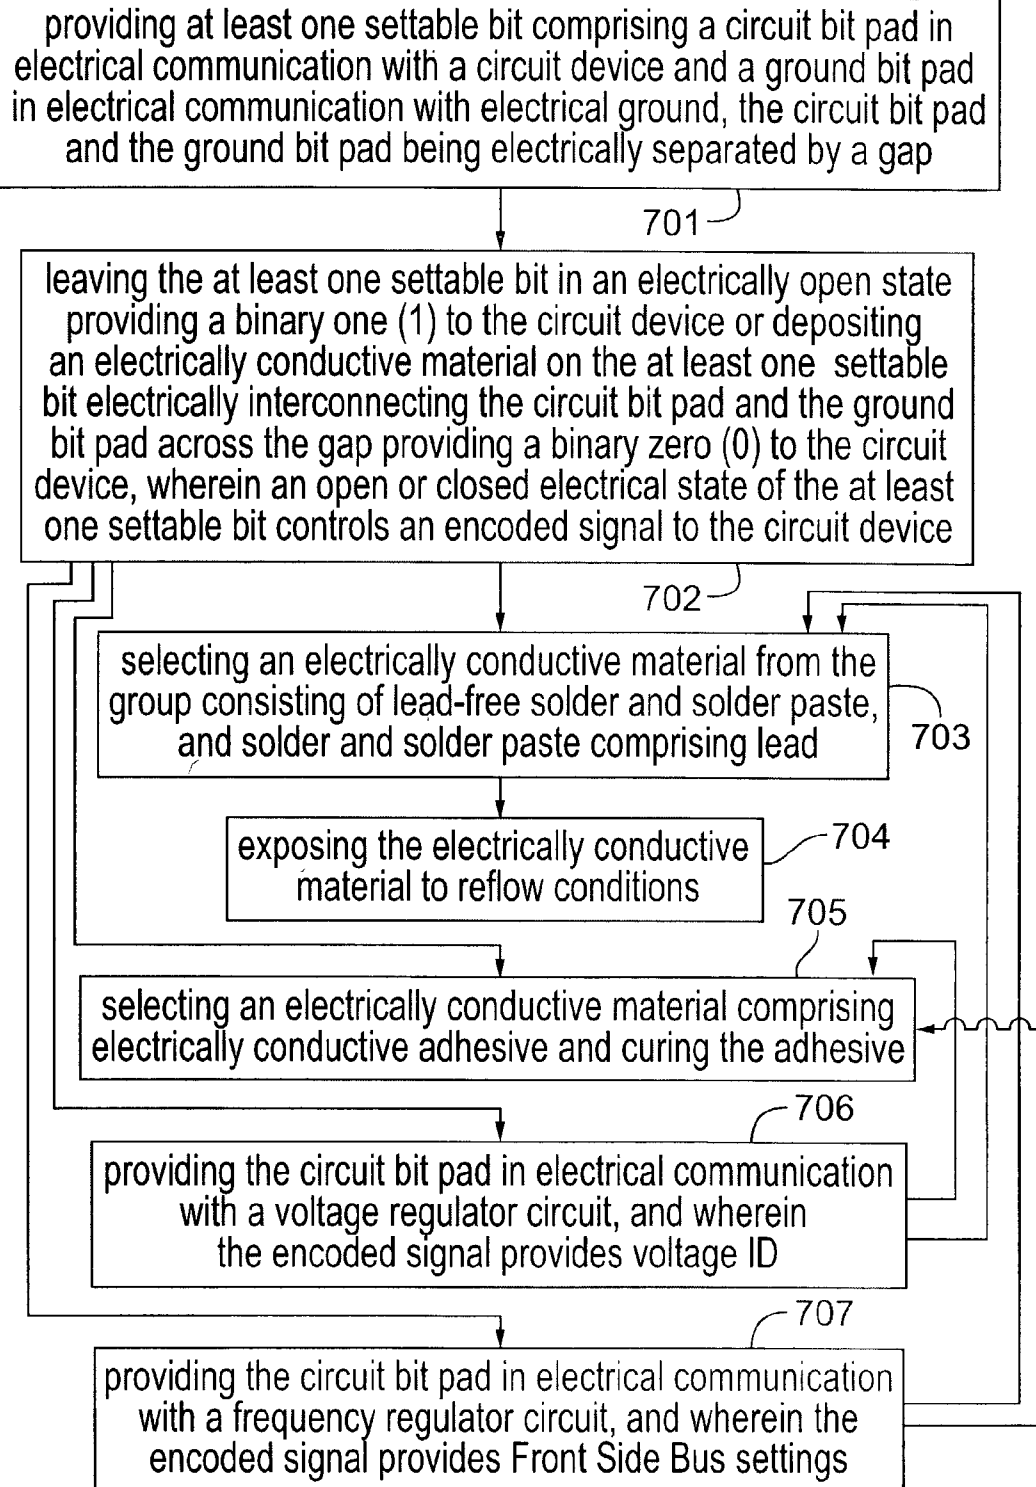 providing at least one settable bit comprising a circuit bit pad in
electrical communication with a circuit device and a ground bit pad
in electrical communication with electrical ground, the circuit bit pad
and the ground bit pad being electrically separated by a gap
701
leaving the at least one settable bit in an electrically open state
providing a binary one (1) to the circuit device or depositing
an electrically conductive material on the at least one settable
bit electrically interconnecting the circuit bit pad and the ground
bit pad across the gap providing a binary zero (0) to the circuit
device, wherein an open or closed electrical state of the at least
one settable bit controls an encoded signal to the circuit device
702
selecting an electrically conductive material from the
group consisting of lead-free solder and solder paste,
and solder and solder paste comprising lead
703
exposing the electrically conductive
material to reflow conditions
704
705
selecting an electrically conductive material comprising
electrically conductive adhesive and curing the adhesive
706
providing the circuit bit pad in electrical communication
with a voltage regulator circuit, and wherein
the encoded signal provides voltage ID
707
providing the circuit bit pad in electrical communication
with a frequency regulator circuit, and wherein the
encoded signal provides Front Side Bus settings